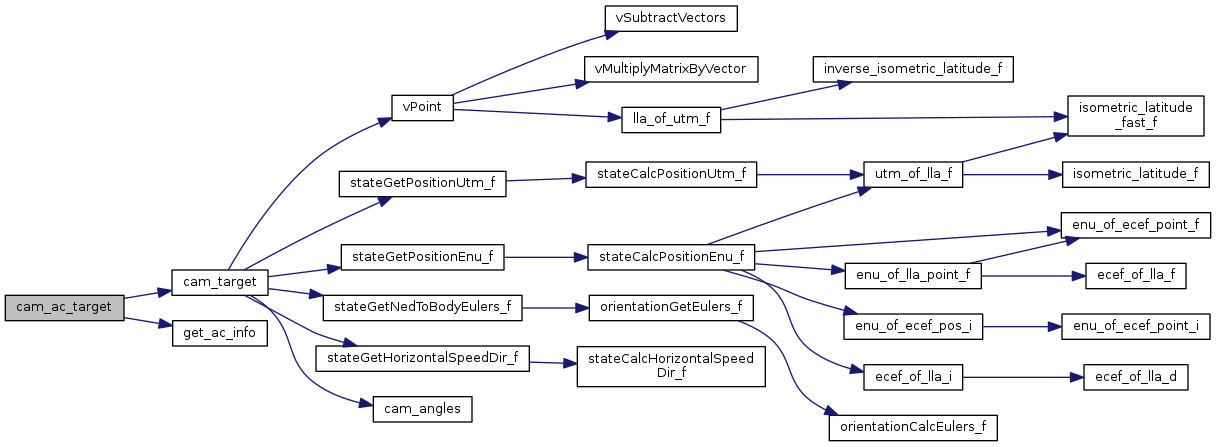 vSubtractVectors
vMultiplyMatrixByVector
inverse_isometric_latitude_f
vPoint
lla_of_utm_f
isometric_latitude
_fast_f
stateGetPositionUtm_f
stateCalcPositionUtm_f
utm_of_lla_f
isometric_latitude_f
enu_of_ecef_point_f
stateGetPositionEnu_f
stateCalcPositionEnu_f
enu_of_lla_point_f
ecef_of_lla_f
cam_target
cam_ac_target
stateGetNedToBodyEulers_f
orientationGetEulers_f
enu_of_ecef_pos_i
enu_of_ecef_point_i
get_ac_info
stateGetHorizontalSpeedDir_f
stateCalcHorizontalSpeed
Dir_f
ecef_of_lla_i
ecef_of_lla_d
cam_angles
orientationCalcEulers_f